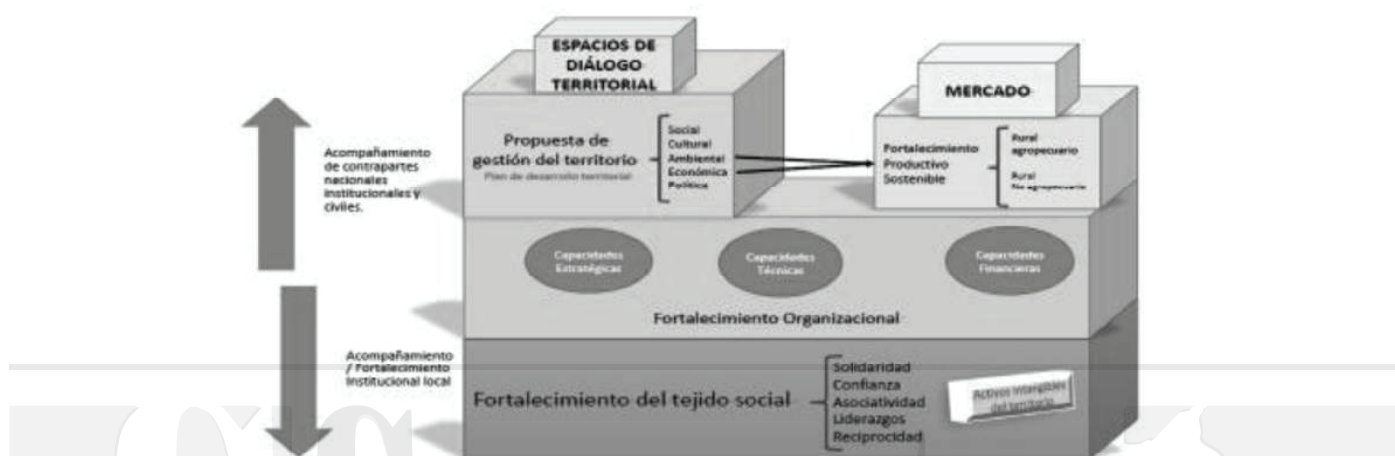 ESPACIOS DE
DIÁLOGO
TERRITORIAL
MERCADO
Propuesta de
gestión del territorio
Plan de desarrollo territorial
Social
Cultural
Ambiental
Económica
Política
Fortalecimiento
Productivo
Sostenible
Rural
agropecuario
Rural
No agropecuario
Acompañamiento
de contrapartes
nacionales
institucionales y
civiles.
Capacidades
Estratégicas
Capacidades
Técnicas
Capacidades
Financieras
Fortalecimiento Organizacional
Acompañamiento
/ Fortalecimiento
Institucional local
Fortalecimiento del tejido social
Solidaridad
Confianza
Asociatividad
Liderazgos
Reciprocidad
Activos Intangibles
del territorio